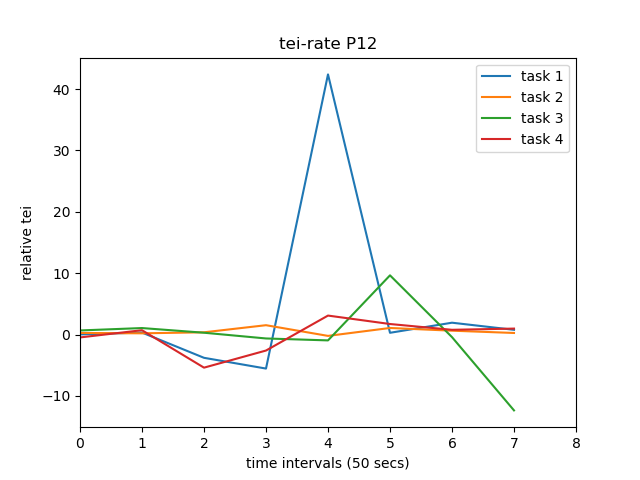 tei-rate P12
task 1
task 2
task 3
task 4
relative tei
40
30
20
10
0
−10
0 1 2 3 4 5 6 7 8
time intervals (50 secs)